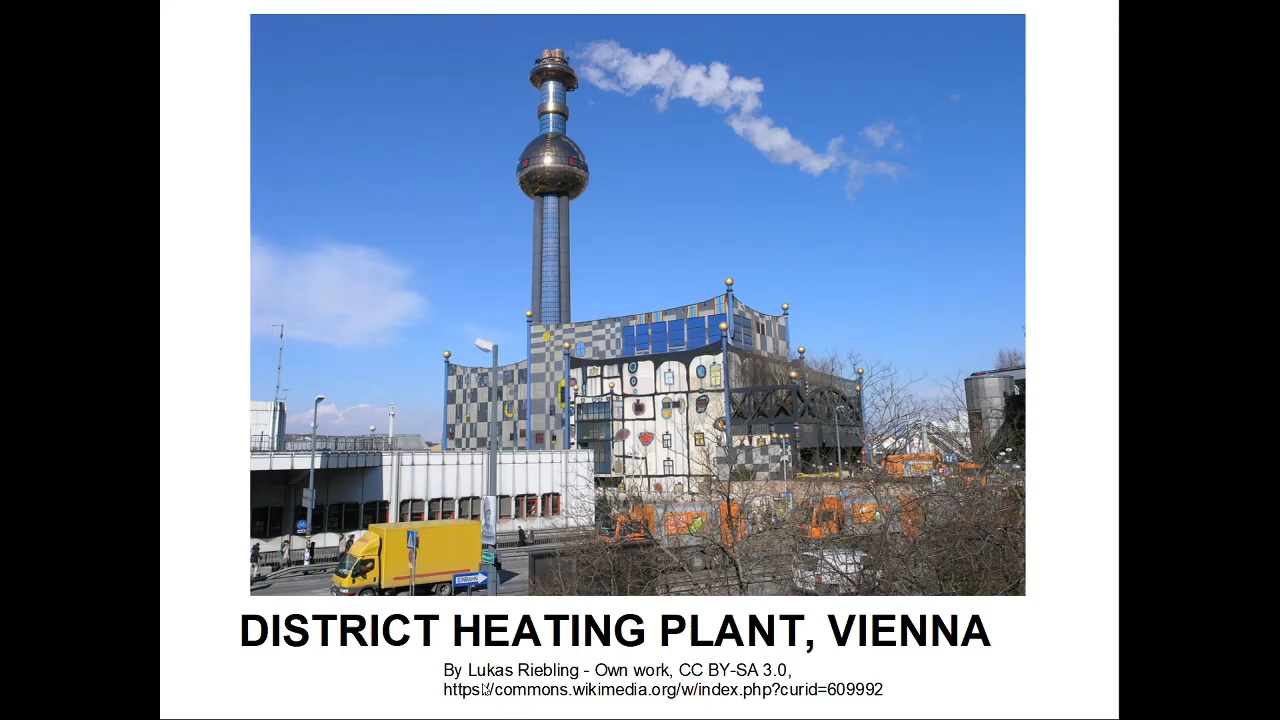 EINBAHN
DISTRICT HEATING PLANT, VIENNA
By Lukas Riebling - Own work, CC BY-SA 3.0,
https://commons.wikimedia.org/w/index.php?curid=609992